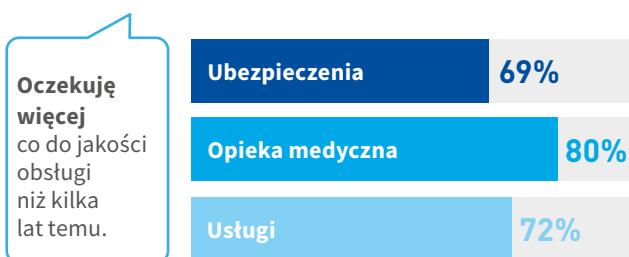 Oczekuję
więcej
co do jakości
obsługi
niż kilka
lat temu.
Ubezpieczenia 69%
Opieka medyczna 80%
Usługi 72%